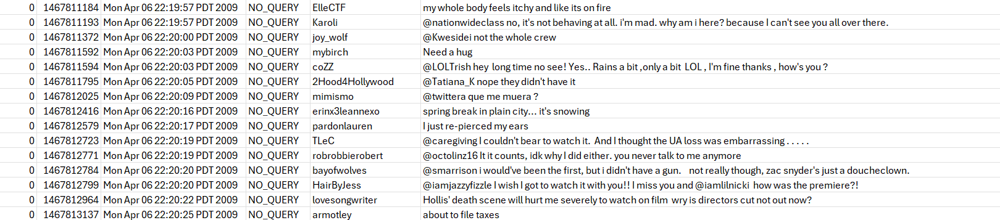 0 1467811184 Mon Apr 06 22:19:57 PDT 2009 NO_QUERY ElleCTF my whole body feels itchy and like its on fire
0 1467811193 Mon Apr 06 22:19:57 PDT 2009 NO_QUERY Karoli @nationwideclass no, it's not behaving at all. i'm mad. why am i here? because I can't see you all over there.
0 1467811372 Mon Apr 06 22:20:00 PDT 2009 NO_QUERY joy_wolf @Kwesidei not the whole crew
0 1467811592 Mon Apr 06 22:20:03 PDT 2009 NO_QUERY mybirch Need a hug
0 1467811594 Mon Apr 06 22:20:03 PDT 2009 NO_QUERY coZZ @LOLTrish hey  long time no see! Yes.. Rains a bit ,only a bit  LOL , I'm fine thanks , how's you ?
0 1467811795 Mon Apr 06 22:20:05 PDT 2009 NO_QUERY 2Hood4Hollywood @Tatiana_K nope they didn't have it
0 1467812025 Mon Apr 06 22:20:09 PDT 2009 NO_QUERY mimismo @twittera que me muera ?
0 1467812416 Mon Apr 06 22:20:16 PDT 2009 NO_QUERY erinx3leannexo spring break in plain city... it's snowing
0 1467812579 Mon Apr 06 22:20:17 PDT 2009 NO_QUERY pardonlauren I just re-pierced my ears
0 1467812723 Mon Apr 06 22:20:19 PDT 2009 NO_QUERY TLeC @caregiving I couldn't bear to watch it.  And I thought the UA loss was embarrassing . . . . .
0 1467812771 Mon Apr 06 22:20:19 PDT 2009 NO_QUERY robrobbierobert @octolinz16 It it counts, idk why I did either. you never talk to me anymore
0 1467812784 Mon Apr 06 22:20:20 PDT 2009 NO_QUERY bayofwolves @smarrison i would've been the first, but i didn't have a gun.    not really though, zac snyder's just a doucheclown.
0 1467812799 Mon Apr 06 22:20:20 PDT 2009 NO_QUERY HairByJess @iamjazzyfizzle I wish I got to watch it with you!! I miss you and @iamlilnicki  how was the premiere?!
0 1467812964 Mon Apr 06 22:20:22 PDT 2009 NO_QUERY lovesongwriter Hollis' death scene will hurt me severely to watch on film  wry is directors cut not out now?
0 1467813137 Mon Apr 06 22:20:25 PDT 2009 NO_QUERY armotley about to file taxes